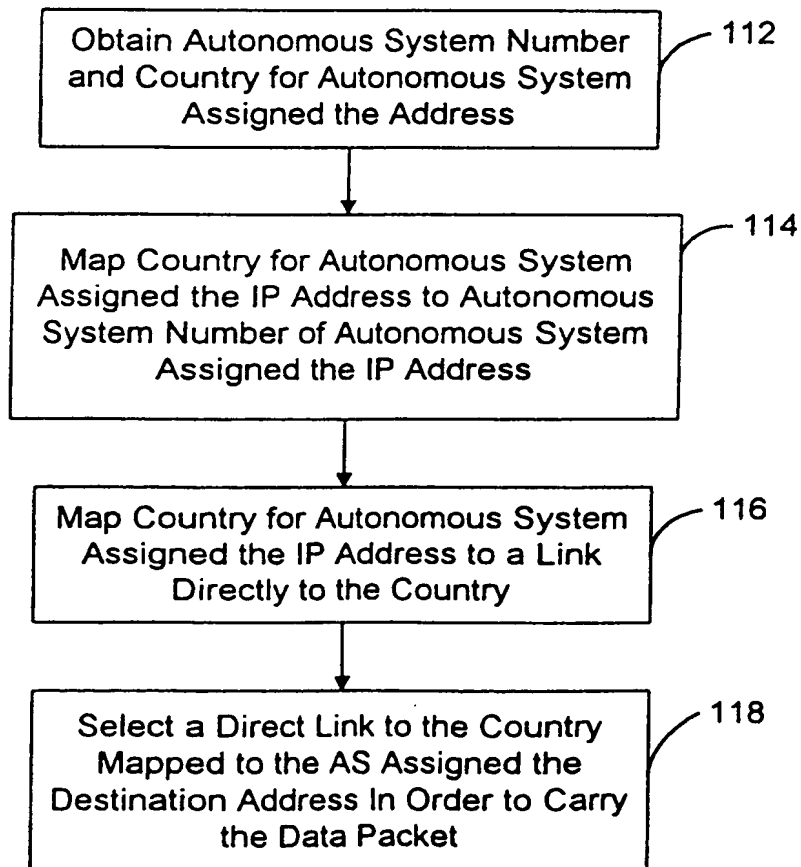 Obtain Autonomous System Number
and Country for Autonomous System
Assigned the Address
112
Map Country for Autonomous System
Assigned the IP Address to Autonomous
System Number of Autonomous System
Assigned the IP Address
114
Map Country for Autonomous System
Assigned the IP Address to a Link
Directly to the Country
116
Select a Direct Link to the Country
Mapped to the AS Assigned the
Destination Address In Order to Carry
the Data Packet
118